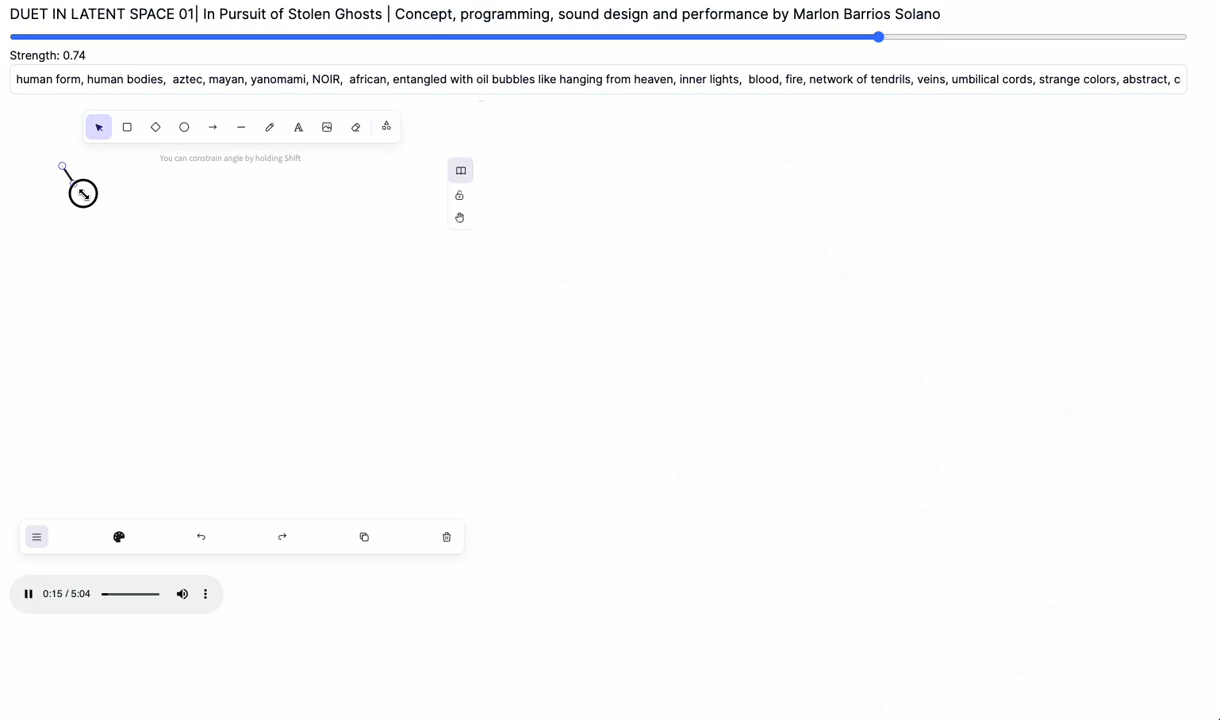 DUET IN LATENT SPACE 01| In Pursuit of Stolen Ghosts | Concept, programming, sound design and performance by Marlon Barrios Solano
Strength: 0.74
human form, human bodies,  aztec, mayan, yanomami, NOIR,  african, entangled with oil bubbles like hanging from heaven, inner lights,  blood, fire, network of tendrils, veins, umbilical cords, strange colors, abstract, c
You can constrain angle by holding Shift
0:15 / 5:04